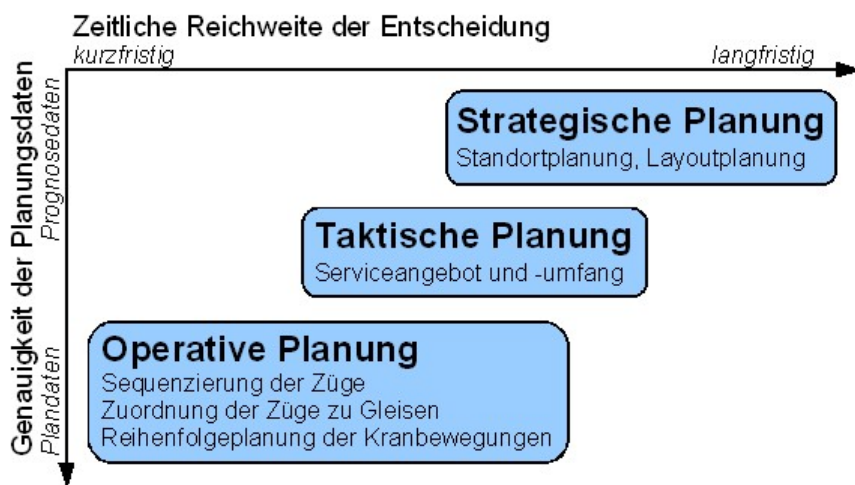 Zeitliche Reichweite der Entscheidung
kurzfristig
langfristig
Genauigkeit der Planungsdaten
Prognosedaten
Plandaten
Strategische Planung
Standortplanung, Layoutplanung
Taktische Planung
Serviceangebot und -umfang
Operative Planung
Sequenzierung der Züge
Zuordnung der Züge zu Gleisen
Reihenfolgeplanung der Kranbewegungen